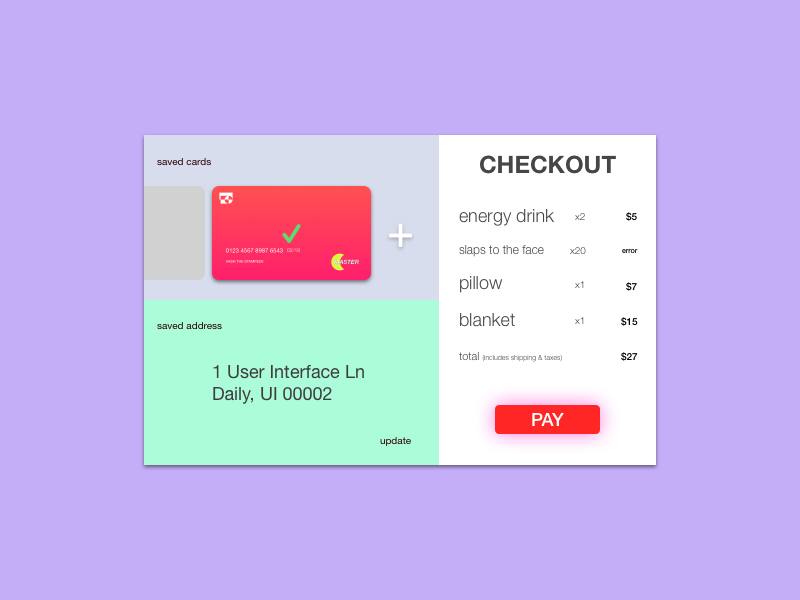 saved cards
0123 4567 8987 6543
MASTER
saved address
1 User Interface Ln
Daily, UI 00002
update
CHECKOUT
energy drink x2 $5
slaps to the face x20 error
pillow x1 $7
blanket x1 $15
total (includes shipping & taxes) $27
PAY